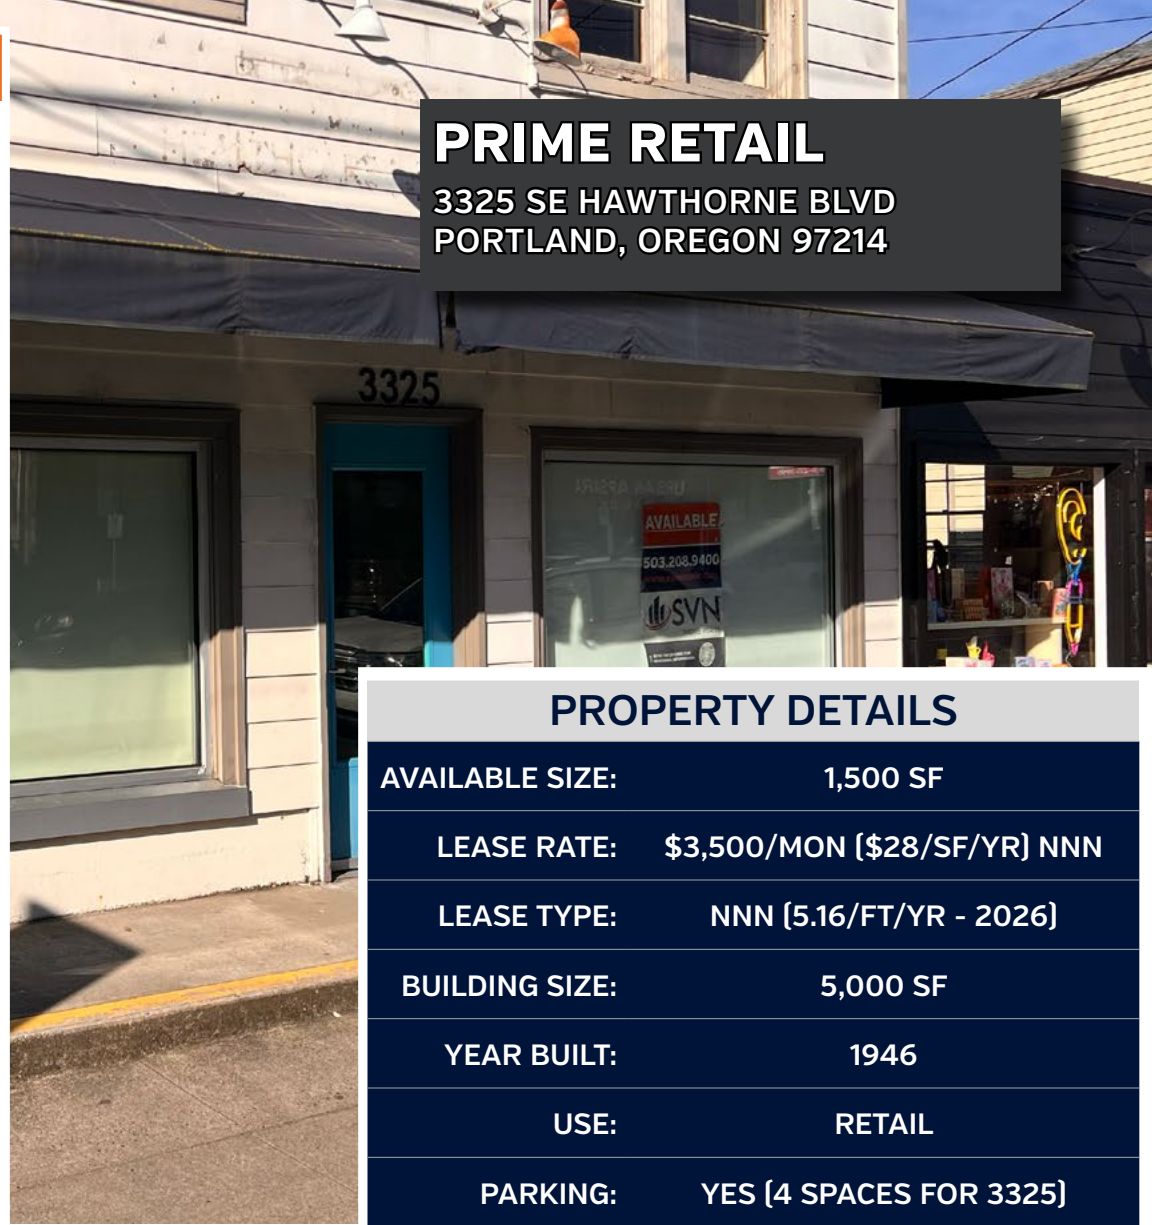 PRIME RETAIL
3325 SE HAWTHORNE BLVD
PORTLAND, OREGON 97214
3325
AVAILABLE
503.208.9400
SVN
PROPERTY DETAILS
AVAILABLE SIZE: 1,500 SF
LEASE RATE: $3,500/MON ($28/SF/YR) NNN
LEASE TYPE: NNN (5.16/FT/YR - 2026)
BUILDING SIZE: 5,000 SF
YEAR BUILT: 1946
USE: RETAIL
PARKING: YES (4 SPACES FOR 3325)